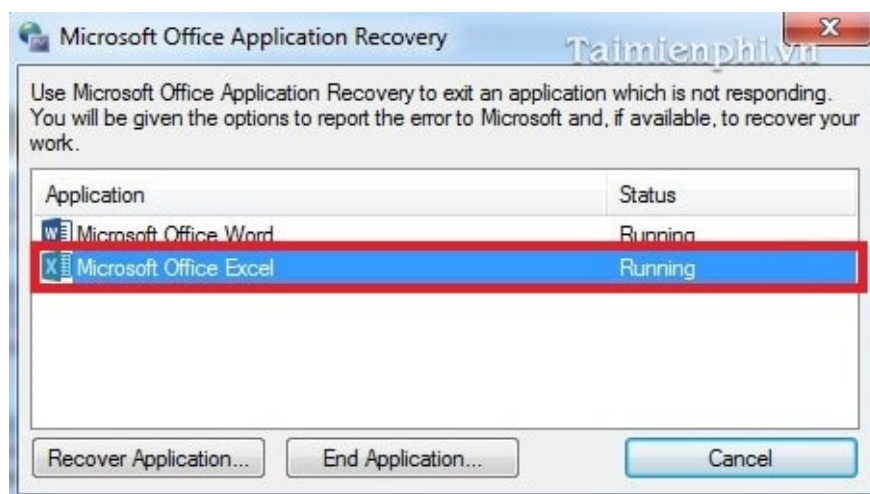 Microsoft Office Application Recovery
Taimienphi.vn
Use Microsoft Office Application Recovery to exit an application which is not responding.
You will be given the options to report the error to Microsoft and, if available, to recover your
work.
Application Status
Microsoft Office Word Running
Microsoft Office Excel Running
Recover Application... End Application... Cancel